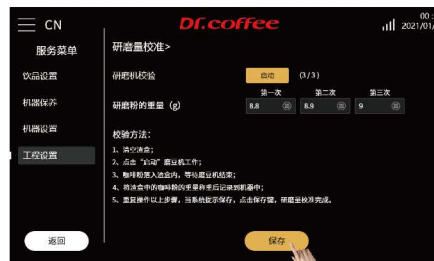 CN
Dr.coffee
00:
2021/01/
服务菜单
研磨量校准>
饮品设置
研磨机校验
启动
(3/3)
第一次
第二次
第三次
机器保养
研磨粉的重量（g）
8.8
8.9
9
机器设置
校验方法：
工程设置
1、清空渣盒；
2、点击“启动”磨豆机工作；
3、咖啡粉落入渣盒内，等待磨豆机结束；
4、将渣盒中的咖啡粉的重量称重后记录到机器中；
5、重复操作以上步骤，当系统提示保存，点击保存键，研磨量校准完成。
返回
保存